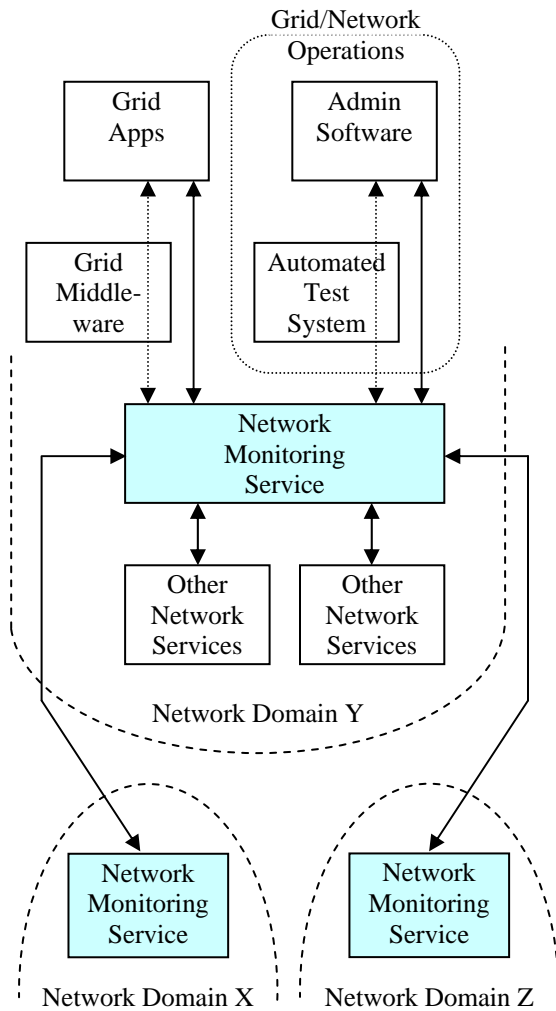 Grid/Network
Operations
Grid
Apps
Admin
Software
Grid
Middle-
ware
Automated
Test
System
Network
Monitoring
Service
Other
Network
Services
Other
Network
Services
Network Domain Y
Network
Monitoring
Service
Network
Monitoring
Service
Network Domain X
Network Domain Z